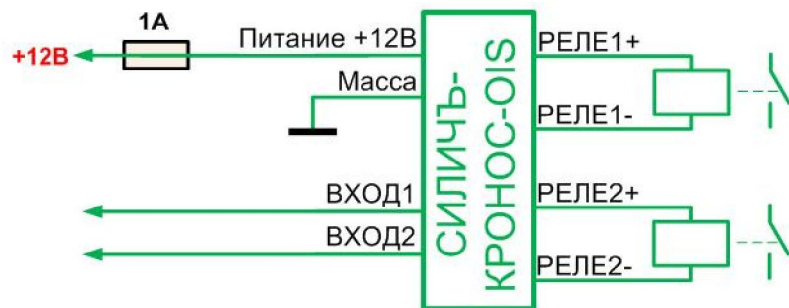 1А
+12В
Питание +12В
Масса
ВХОД1
ВХОД2
СИЛИЧЪ-
КРОНОС-OIS
РЕЛЕ1+
РЕЛЕ1-
РЕЛЕ2+
РЕЛЕ2-